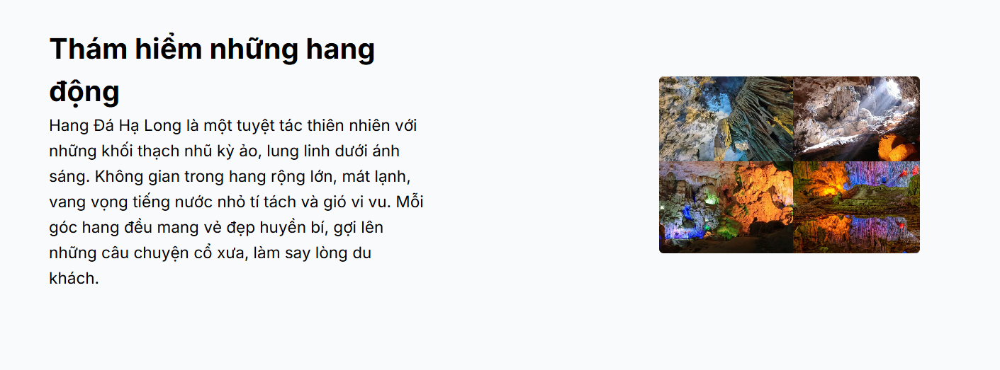 Thám hiểm những hang
động
Hang Đá Hạ Long là một tuyệt tác thiên nhiên với
những khối thạch nhũ kỳ ảo, lung linh dưới ánh
sáng. Không gian trong hang rộng lớn, mát lạnh,
vang vọng tiếng nước nhỏ tí tách và gió vi vu. Mỗi
góc hang đều mang vẻ đẹp huyền bí, gợi lên
những câu chuyện cổ xưa, làm say lòng du
khách.